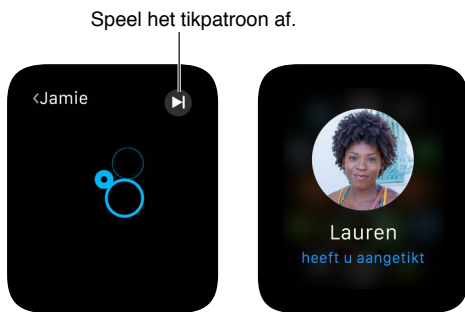 Speel het tikpatroon af.
<Jamie
Lauren
heeft u aangetikt